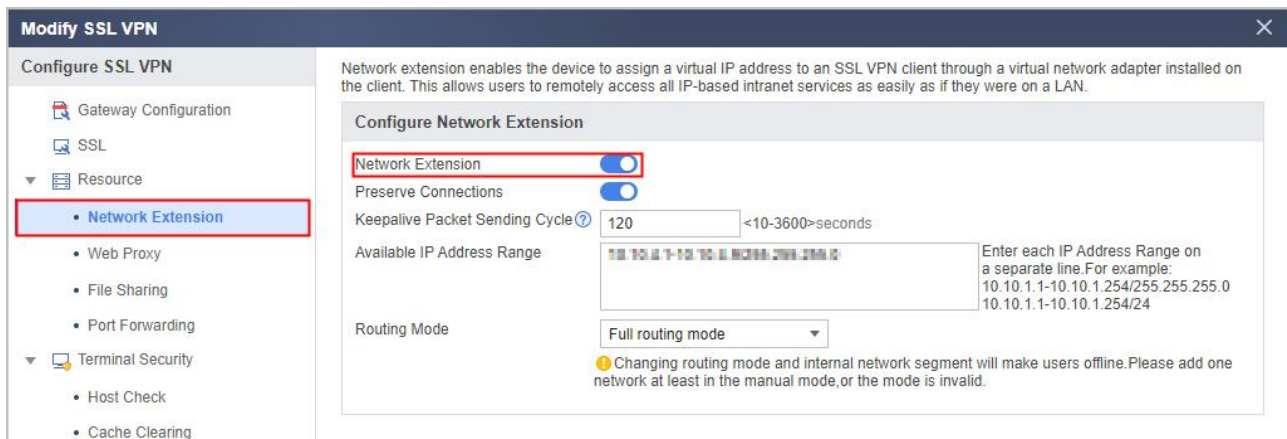 Modify SSL VPN
Configure SSL VPN
Gateway Configuration
SSL
Resource
• Network Extension
• Web Proxy
• File Sharing
• Port Forwarding
Terminal Security
• Host Check
• Cache Clearing
Network extension enables the device to assign a virtual IP address to an SSL VPN client through a virtual network adapter installed on
the client. This allows users to remotely access all IP-based intranet services as easily as if they were on a LAN.
Configure Network Extension
Network Extension
Preserve Connections
Keepalive Packet Sending Cycle ?
120 <10-3600>seconds
Available IP Address Range
Enter each IP Address Range on
a separate line.For example:
10.10.1.1-10.10.1.254/255.255.255.0
10.10.1.1-10.10.1.254/24
Routing Mode
Full routing mode
Changing routing mode and internal network segment will make users offline.Please add one
network at least in the manual mode,or the mode is invalid.